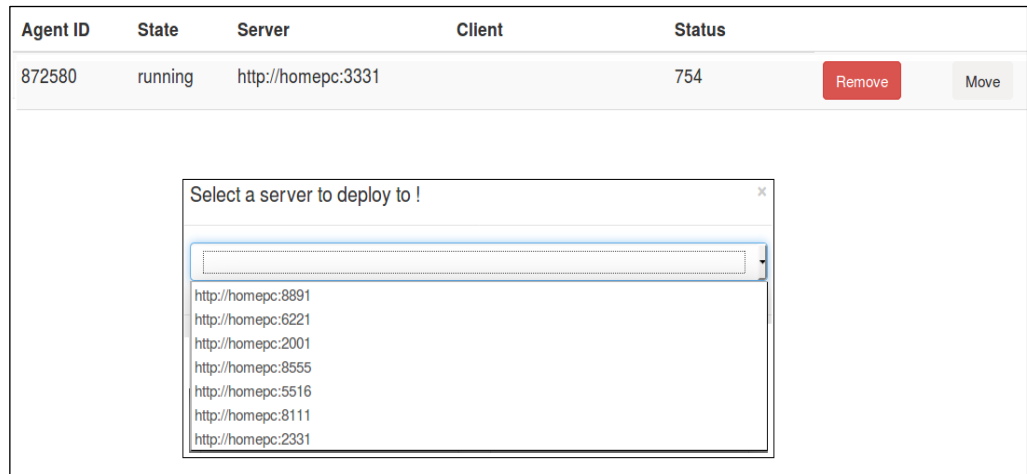 Agent ID State Server Client Status
872580 running http://homepc:3331 754 Remove Move
Select a server to deploy to ! ×
http://homepc:8891
http://homepc:6221
http://homepc:2001
http://homepc:8555
http://homepc:5516
http://homepc:8111
http://homepc:2331